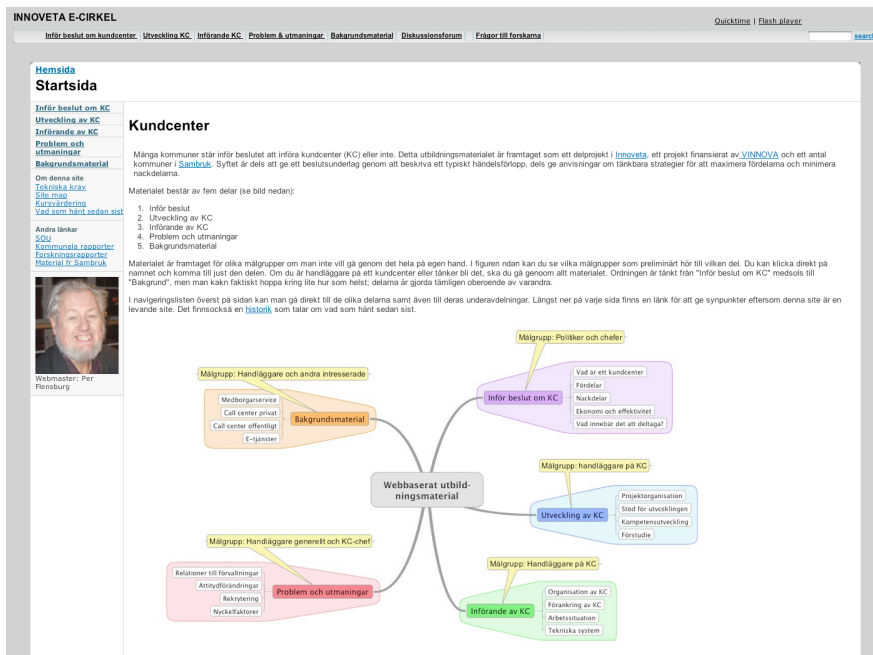 INNOVETA E-CIRKEL
Quicktime | Flash player
Inför beslut om kundcenter Utveckling KC Införande KC Problem & utmaningar Bakgrundsmaterial Diskussionsforum Frågor till forskarna
search
Hemsida
Startsida
Inför beslut om KC
Utveckling av KC
Införande av KC
Problem och
utmaningar
Bakgrundsmaterial
Om denna site
Tekniska krav
Site map
Kursvärdering
Vad som hänt sedan sist
Andra länkar
SOU
Kommunala rapporter
Forskningsrapporter
Material fr Sambruk
Webmaster: Per
Flensburg
Kundcenter
Många kommuner står inför beslutet att införa kundcenter (KC) eller inte. Detta utbildningsmaterialet är framtaget som ett delprojekt i Innoveta, ett projekt finansierat av VINNOVA och ett antal
kommuner i Sambruk. Syftet är dels att ge ett beslutsunderlag genom att beskriva ett typiskt händelsförlopp, dels ge anvisningar om tänkbara strategier för att maximera fördelarna och minimera
nackdelarna.
Materialet består av fem delar (se bild nedan):
1. Inför beslut
2. Utveckling av KC
3. Införande av KC
4. Problem och utmaningar
5. Bakgrundsmaterial
Materialet är framtaget för olika målgrupper om man inte vill gå genom det hela på egen hand. I figuren ndan kan du se vilka målgrupper som preliminärt hör till vilken del. Du kan klicka direkt på
namnet och komma till just den delen. Om du är handläggare på ett kundcenter eller tänker bli det, ska du gå genoom allt materialet. Ordningen är tänkt från "Inför beslut om KC" medsols till
"Bakgrund", men man kakn faktiskt hoppa kring lite hur som helst; delarna är gjorda tämligen oberoende av varandra.
I navigeringslisten överst på sidan kan man gå direkt till de olika delarna samt även till deras underavdelningar. Längst ner på varje sida finns en länk för att ge synpunkter eftersom denna site är en
levande site. Det finnsockså en historik som talar om vad som hänt sedan sist.
Målgrupp: Politiker och chefer
Inför beslut om KC
Vad är ett kundcenter
Fördelar
Nackdelar
Ekonomi och effektivitet
Vad innebär det att deltaga?
Målgrupp: Handläggare och andra intresserade
Medborgarservice
Call center privat
Call center offentligt
E-tjänster
Bakgrundsmaterial
Webbaserat utbild-
ningsmaterial
Målgrupp: handläggare på KC
Utveckling av KC
Projektorganisation
Stöd för utvceklingen
Kompetensutveckling
Förstudie
Målgrupp: Handläggare generellt och KC-chef
Relationer till förvaltningar
Attitydförändringar
Rekrytering
Nyckelfaktorer
Problem och utmaningar
Målgrupp: Handläggare på KC
Införande av KC
Organisation av KC
Förankring av KC
Arbetssituation
Tekniska system